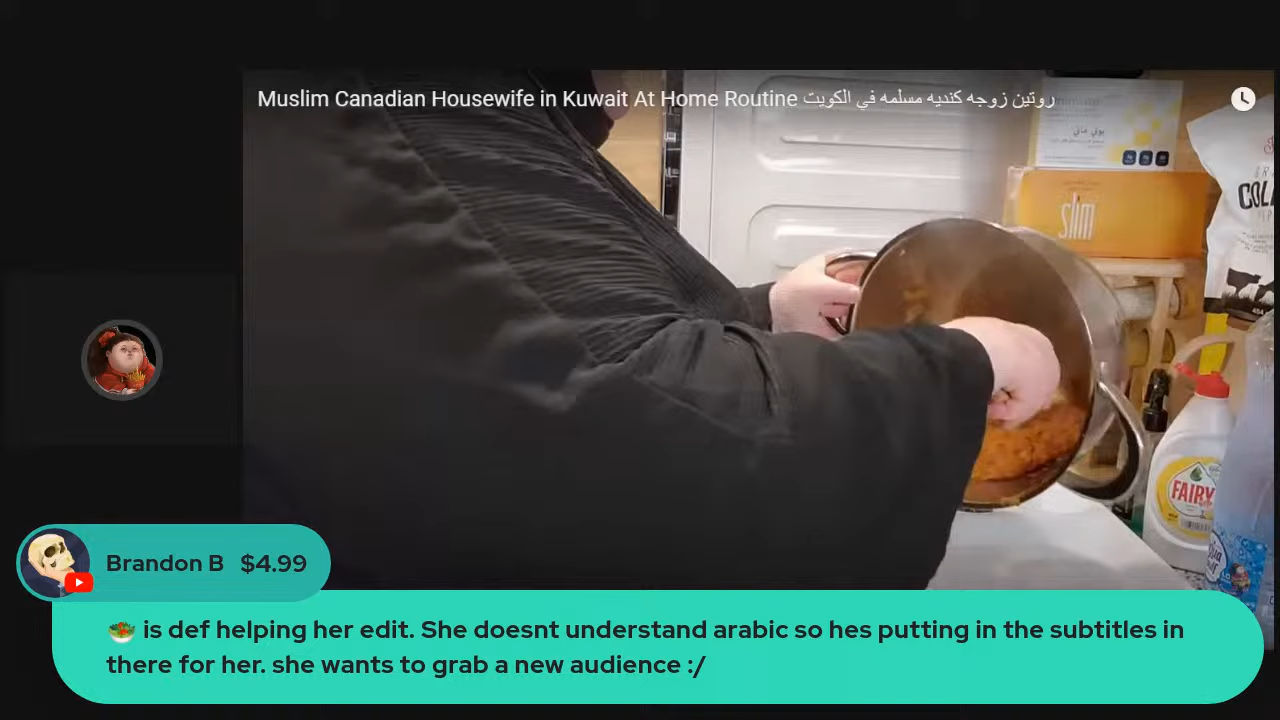 Muslim Canadian Housewife in Kuwait At Home Routine روتين زوجه كنديه مسلمه في الكويت
slim
FAIRY
Brandon B $4.99
🥗 is def helping her edit. She doesnt understand arabic so hes putting in the subtitles in
there for her. she wants to grab a new audience :/